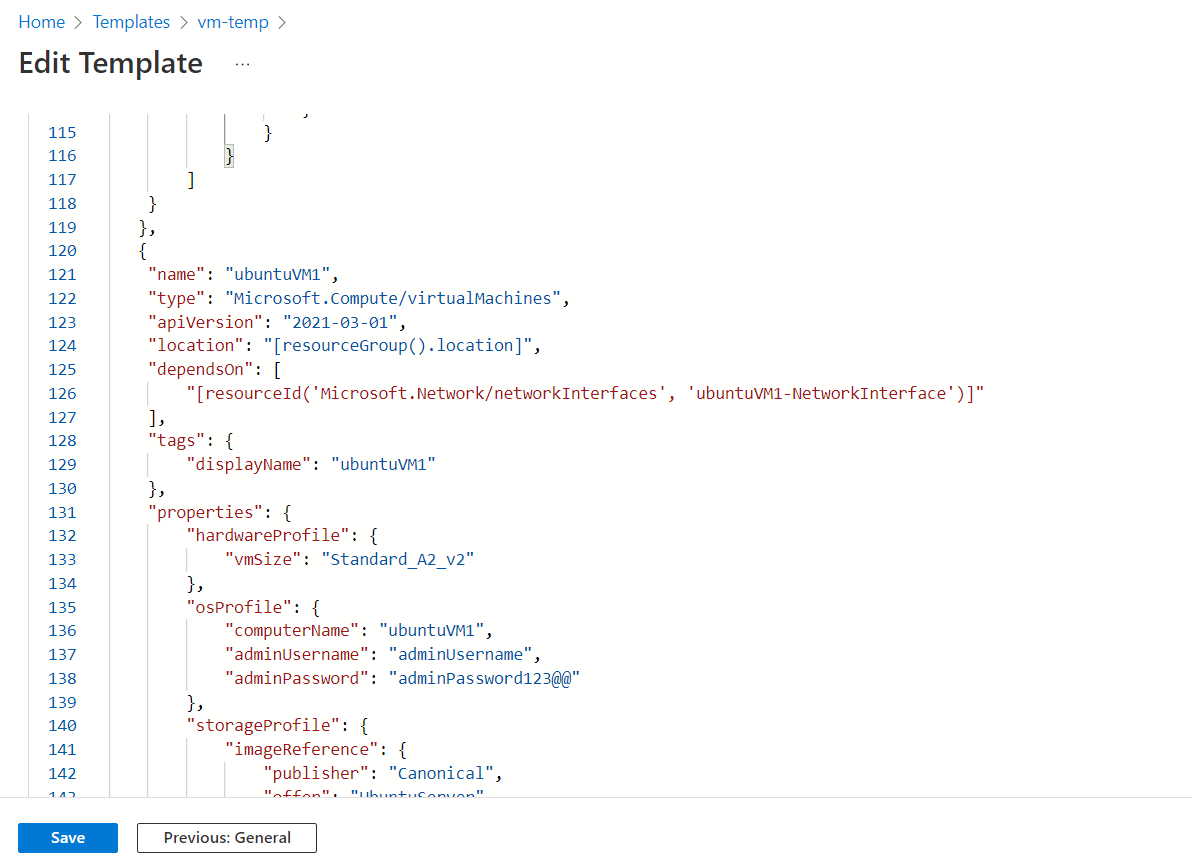 Home > Templates > vm-temp >
Edit Template ...
115 }
116 }
117 ]
118 }
119 },
120 {
121 "name": "ubuntuVM1",
122 "type": "Microsoft.Compute/virtualMachines",
123 "apiVersion": "2021-03-01",
124 "location": "[resourceGroup().location]",
125 "dependsOn": [
126 "[resourceId('Microsoft.Network/networkInterfaces', 'ubuntuVM1-NetworkInterface')]"
127 ],
128 "tags": {
129 "displayName": "ubuntuVM1"
130 },
131 "properties": {
132 "hardwareProfile": {
133 "vmSize": "Standard_A2_v2"
134 },
135 "osProfile": {
136 "computerName": "ubuntuVM1",
137 "adminUsername": "adminUsername",
138 "adminPassword": "adminPassword123@@"
139 },
140 "storageProfile": {
141 "imageReference": {
142 "publisher": "Canonical",
143 "offer": "UbuntuServer"
Save
Previous: General